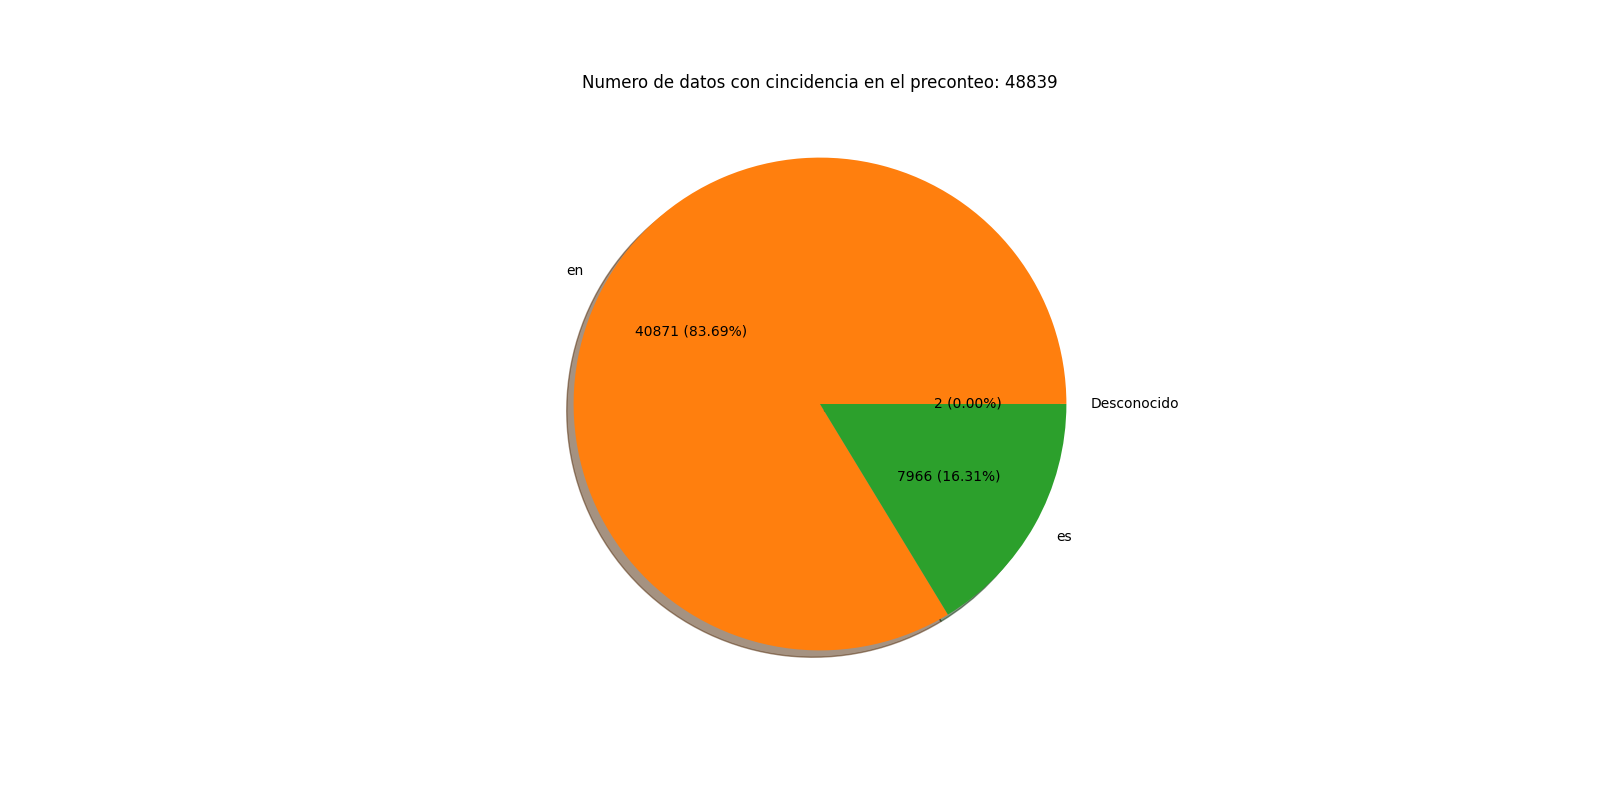 Numero de datos con cincidencia en el preconteo: 48839
en
40871 (83.69%)
2 (0.00%)
Desconocido
7966 (16.31%)
es